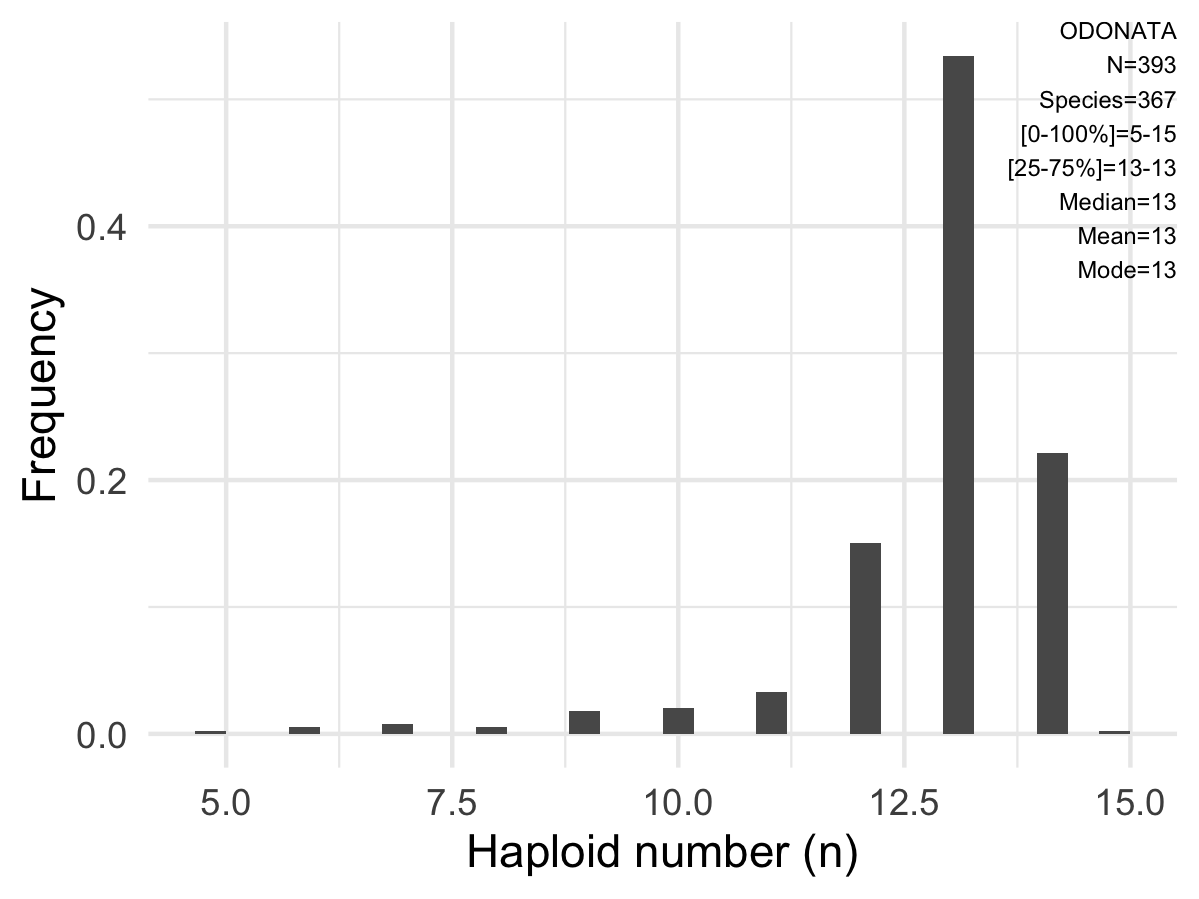 ODONATA
N=393
Species=367
[0-100%]=5-15
[25-75%]=13-13
Median=13
Mean=13
Mode=13
Frequency
0.4
0.2
0.0
5.0 7.5 10.0 12.5 15.0
Haploid number (n)